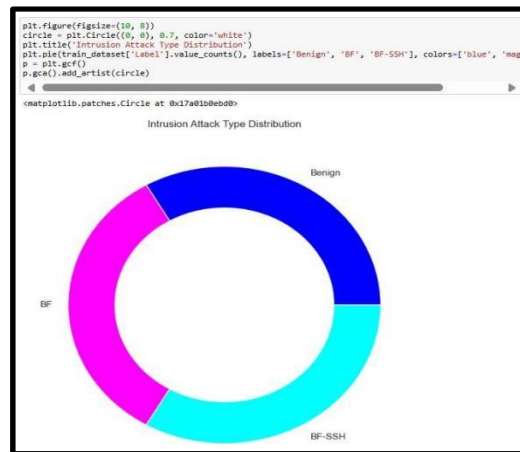 plt.figure(figsize=(10, 8))
circle = plt.Circle((0, 0), 0.7, color='white')
plt.title('Intrusion Attack Type Distribution')
plt.pie(train_dataset['Label'].value_counts(), labels=['Benign', 'BF', 'BF-SSH'], colors=['blue', 'mag
p = plt.gcf()
p.gca().add_artist(circle)
<matplotlib.patches.Circle at 0x17a01b0ebd0>
Intrusion Attack Type Distribution
Benign
BF
BF-SSH